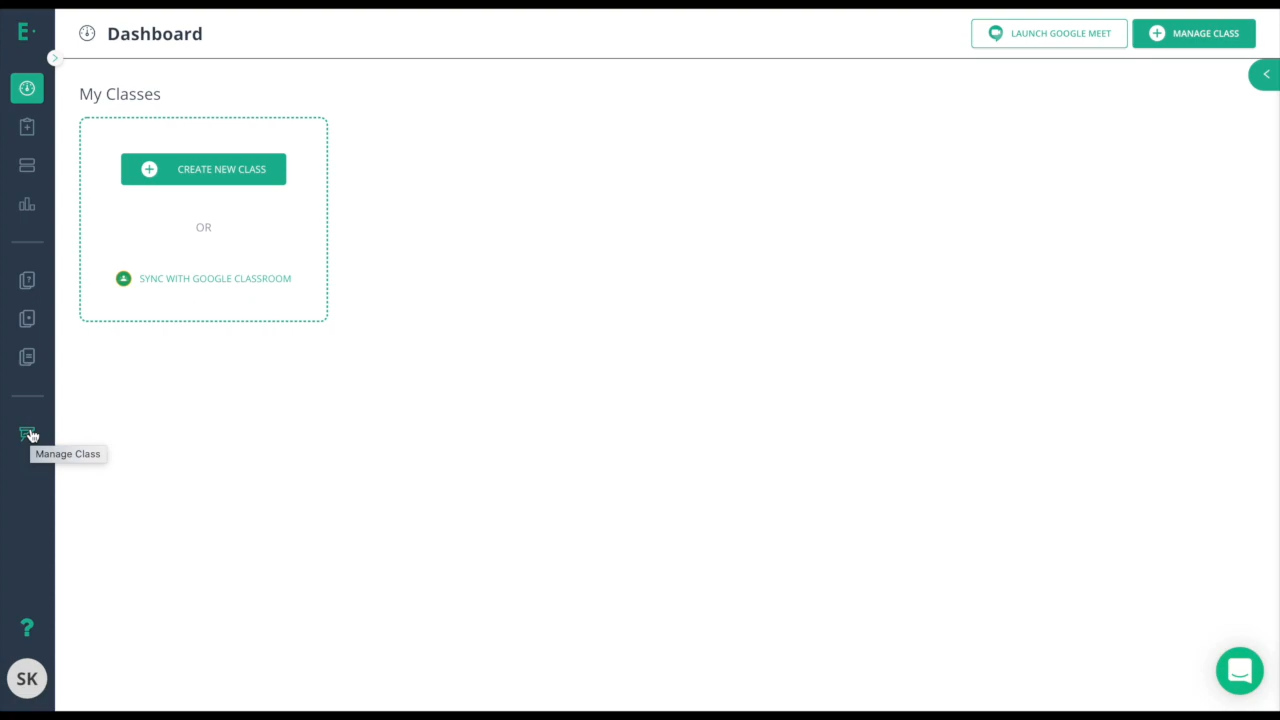 E·
Dashboard
LAUNCH GOOGLE MEET
MANAGE CLASS
My Classes
CREATE NEW CLASS
OR
SYNC WITH GOOGLE CLASSROOM
Manage Class
?
SK